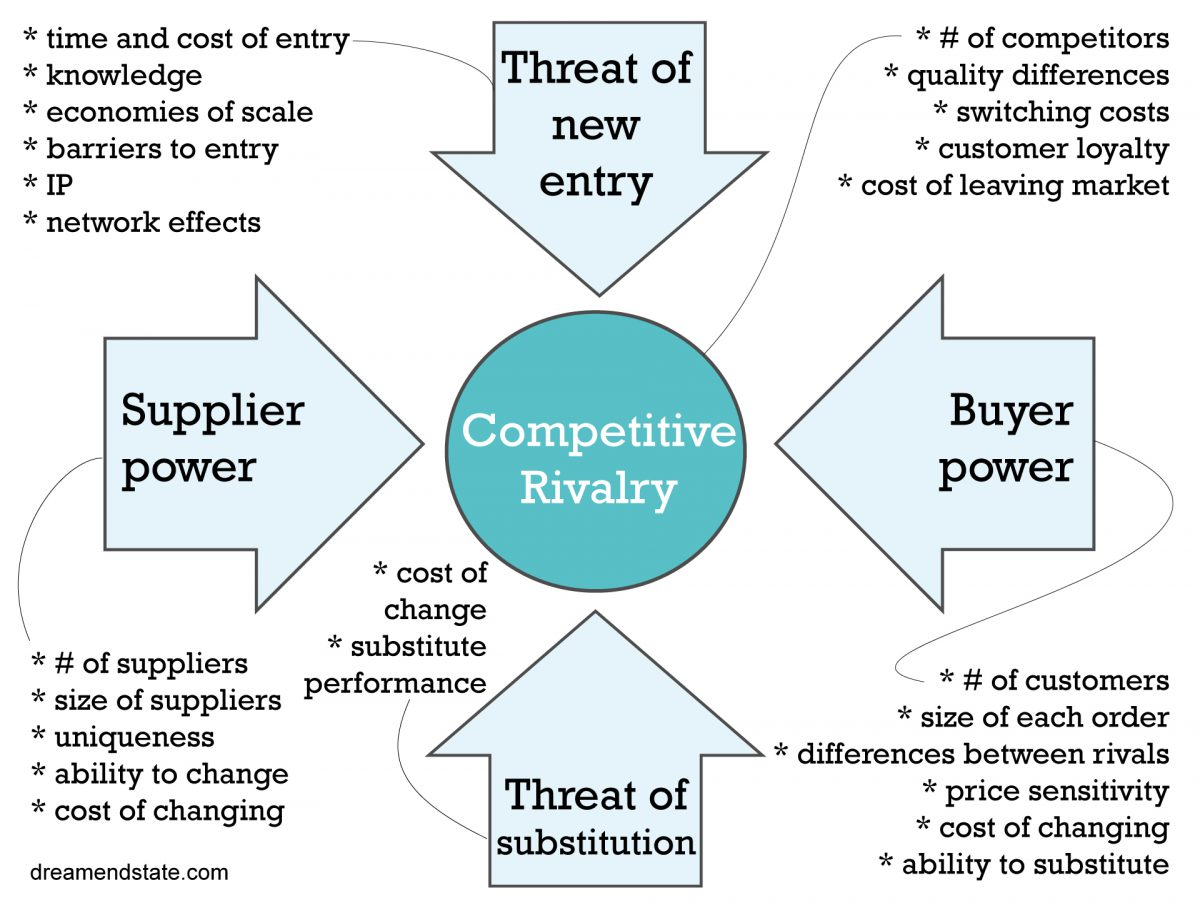 * time and cost of entry
* knowledge
* economies of scale
* barriers to entry
* IP
* network effects
Threat of
new
entry
* # of competitors
* quality differences
* switching costs
* customer loyalty
* cost of leaving market
Supplier
power
Competitive
Rivalry
Buyer
power
* # of suppliers
* size of suppliers
* uniqueness
* ability to change
* cost of changing
* cost of
change
* substitute
performance
Threat of
substitution
* # of customers
* size of each order
* differences between rivals
* price sensitivity
* cost of changing
* ability to substitute
dreamendstate.com